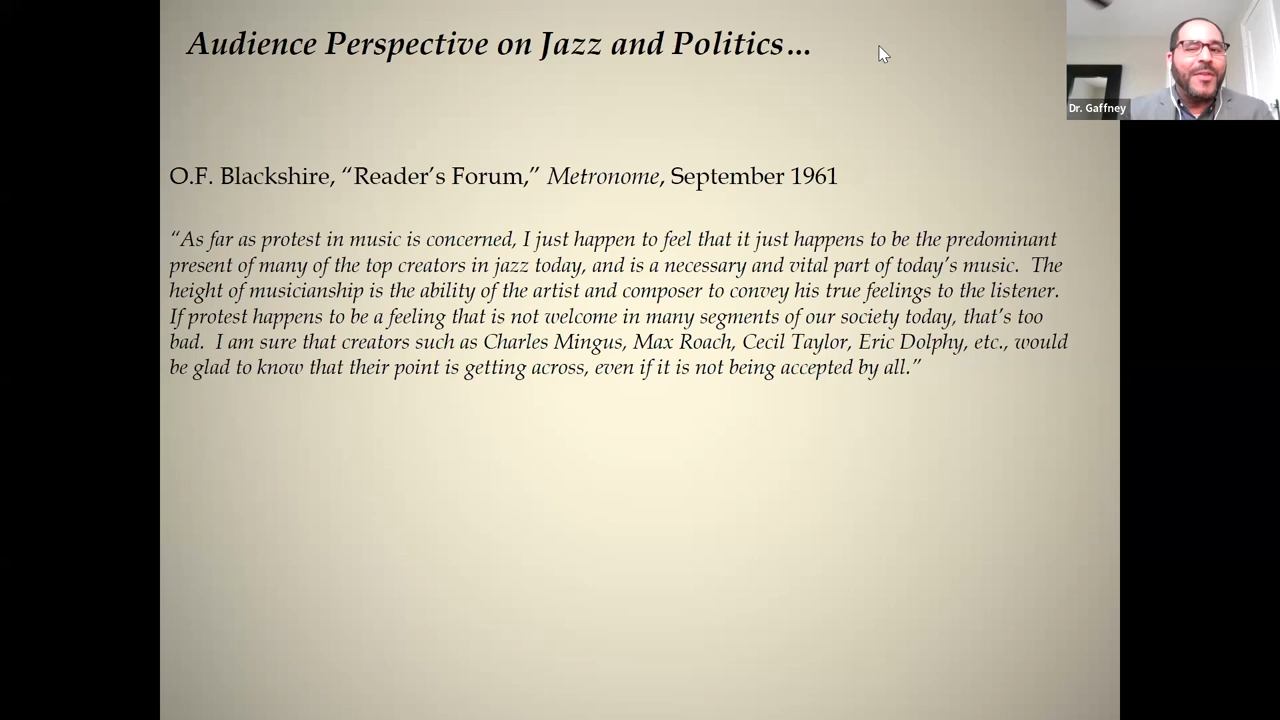 Audience Perspective on Jazz and Politics...
Dr. Gaffney
O.F. Blackshire, “Reader’s Forum,” Metronome, September 1961
“As far as protest in music is concerned, I just happen to feel that it just happens to be the predominant
present of many of the top creators in jazz today, and is a necessary and vital part of today’s music.  The
height of musicianship is the ability of the artist and composer to convey his true feelings to the listener.
If protest happens to be a feeling that is not welcome in many segments of our society today, that’s too
bad.  I am sure that creators such as Charles Mingus, Max Roach, Cecil Taylor, Eric Dolphy, etc., would
be glad to know that their point is getting across, even if it is not being accepted by all.”